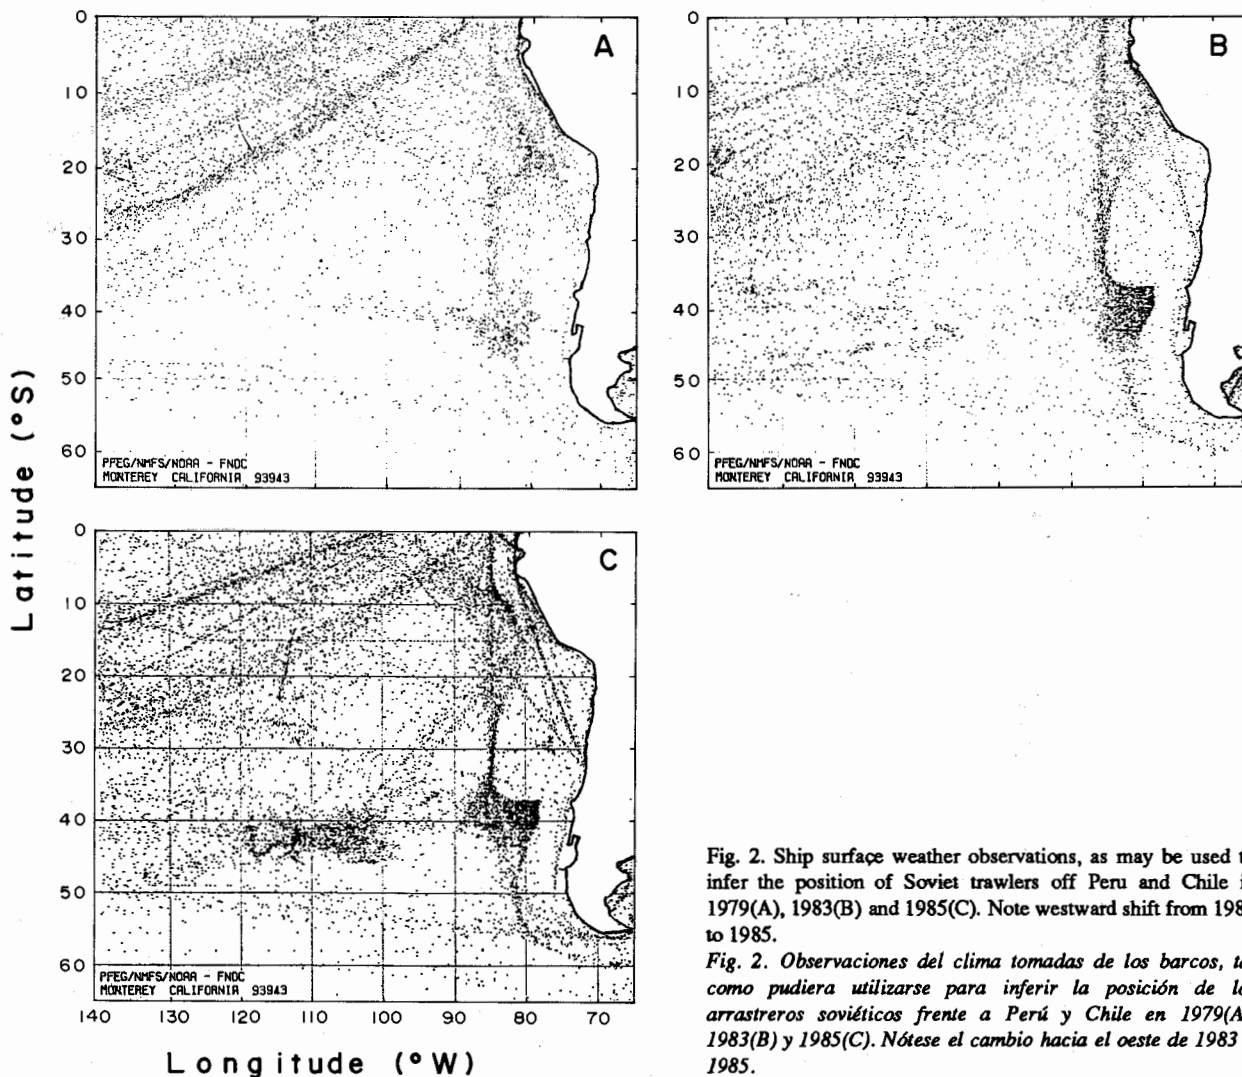 A
0
10
20
30
40
50
60
PFEG/NMFS/NOAA - FNOC
MONTEREY CALIFORNIA 93943
B
0
10
20
30
40
50
60
PFEG/NMFS/NOAA - FNOC
MONTEREY CALIFORNIA 93943
Latitude (°S)
C
0
10
20
30
40
50
60
PFEG/NMFS/NOAA - FNOC
MONTEREY CALIFORNIA 93943
140 130 120 110 100 90 80 70
Longitude (°W)
Fig. 2. Ship surface weather observations, as may be used
infer the position of Soviet trawlers off Peru and Chile
1979(A), 1983(B) and 1985(C). Note westward shift from
to 1985.
Fig. 2. Observaciones del clima tomadas de los barcos,
como pudiera utilizarse para inferir la posición de
arrastreros soviéticos frente a Perú y Chile en 1979(A
1983(B) y 1985(C). Nótese el cambio hacia el oeste de 1983
1985.